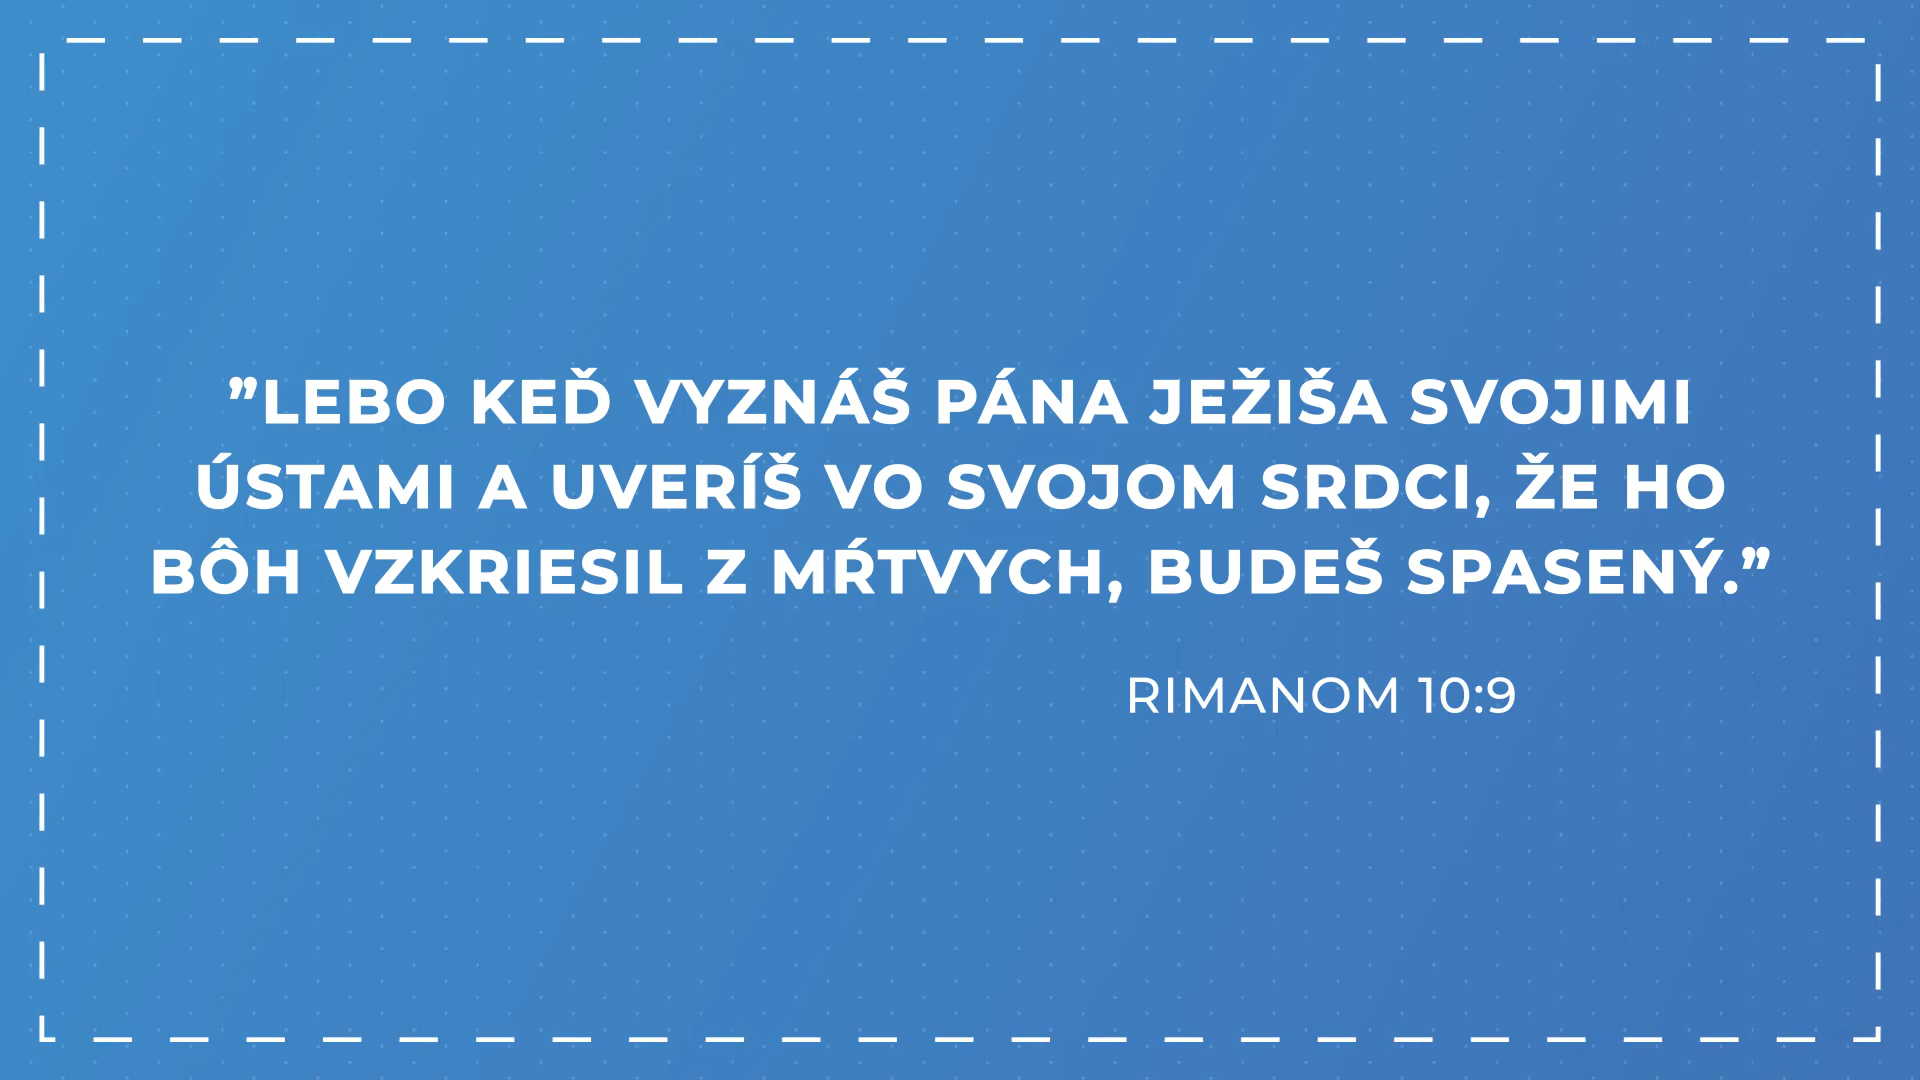 ”LEBO KEĎ VYZNÁŠ PÁNA JEŽIŠA SVOJIMI
ÚSTAMI A UVERÍŠ VO SVOJOM SRDCI, ŽE HO
BÔH VZKRIESIL Z MŔTVYCH, BUDEŠ SPASENÝ.”
RIMANOM 10:9